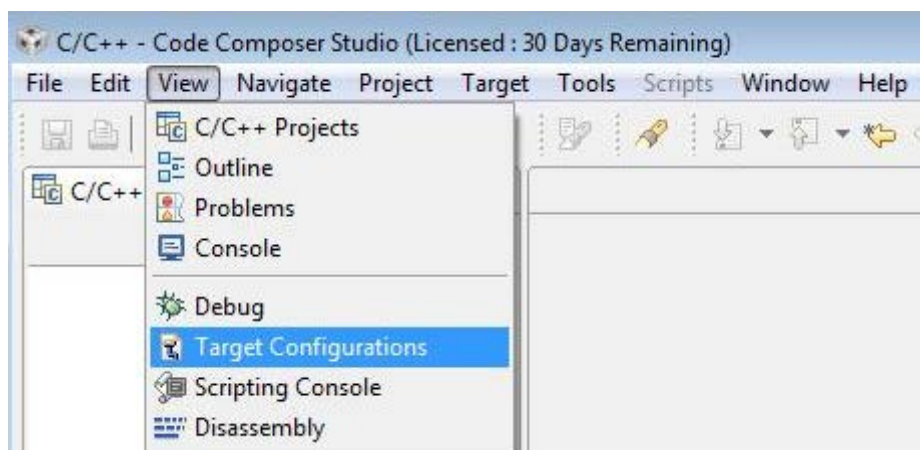 C/C++ - Code Composer Studio (Licensed : 30 Days Remaining)
File Edit View Navigate Project Target Tools Scripts Window Help
C/C++ Projects
Outline
C/C++
Problems
Console
Debug
Target Configurations
Scripting Console
Disassembly